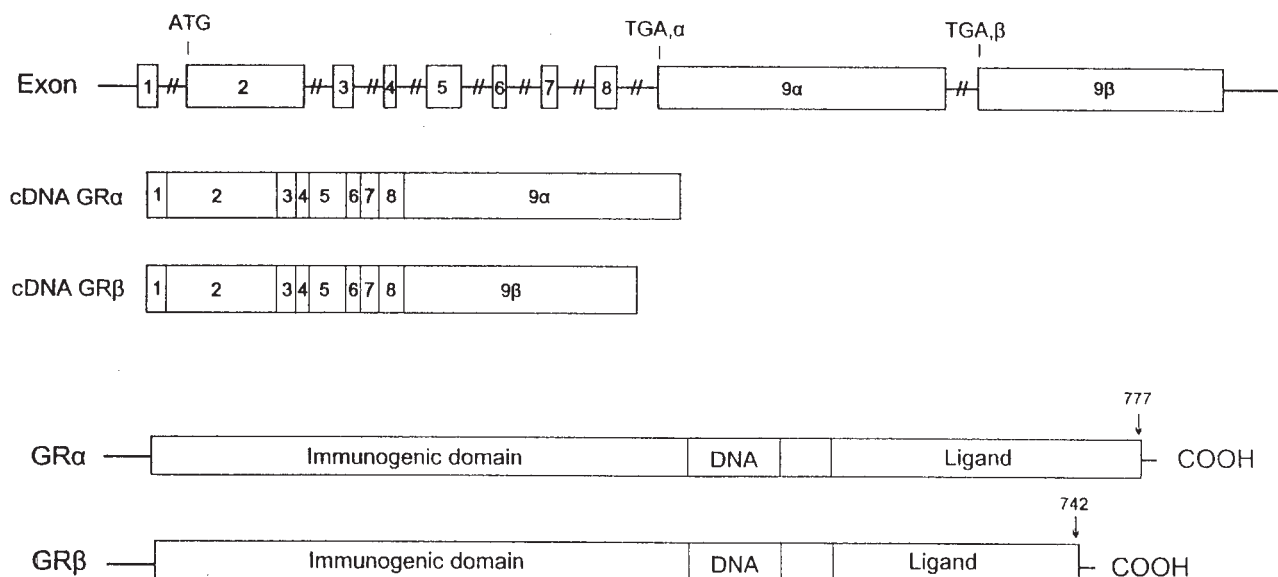 ATG TGA,α TGA,β
Exon 1 2 3 4 5 6 7 8 9α 9β
cDNA GRα 1 2 3 4 5 6 7 8 9α
cDNA GRβ 1 2 3 4 5 6 7 8 9β
777
GRα Immunogenic domain DNA Ligand COOH
742
GRβ Immunogenic domain DNA Ligand COOH